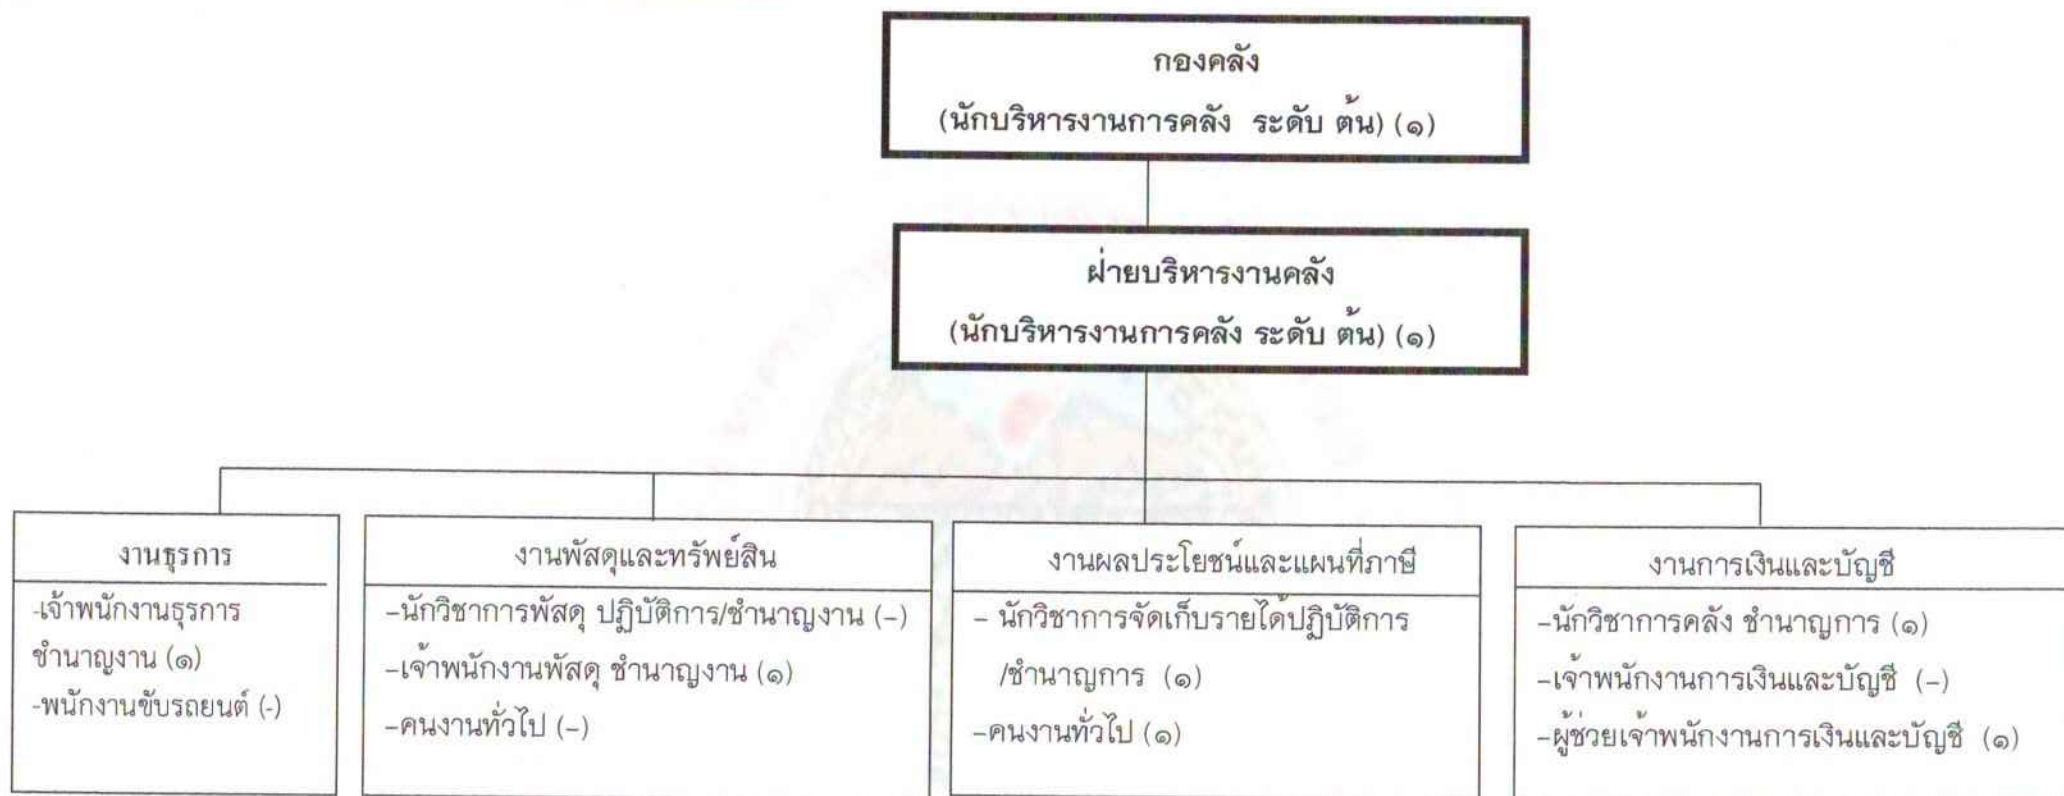 กองคลัง
(นักบริหารงานการคลัง ระดับ ต้น) (๑)
ฝ่ายบริหารงานคลัง
(นักบริหารงานการคลัง ระดับ ต้น) (๑)
งานธุรการ
-เจ้าพนักงานธุรการ
ชำนาญงาน (๑)
-พนักงานขับรถยนต์ (-)
งานพัสดุและทรัพย์สิน
-นักวิชาการพัสดุ ปฏิบัติการ/ชำนาญงาน (-)
-เจ้าพนักงานพัสดุ ชำนาญงาน (๑)
-คนงานทั่วไป (-)
งานผลประโยชน์และแผนที่ภาษี
- นักวิชาการจัดเก็บรายได้ปฏิบัติการ
/ชำนาญการ (๑)
-คนงานทั่วไป (๑)
งานการเงินและบัญชี
-นักวิชาการคลัง ชำนาญการ (๑)
-เจ้าพนักงานการเงินและบัญชี (-)
-ผู้ช่วยเจ้าพนักงานการเงินและบัญชี (๑)